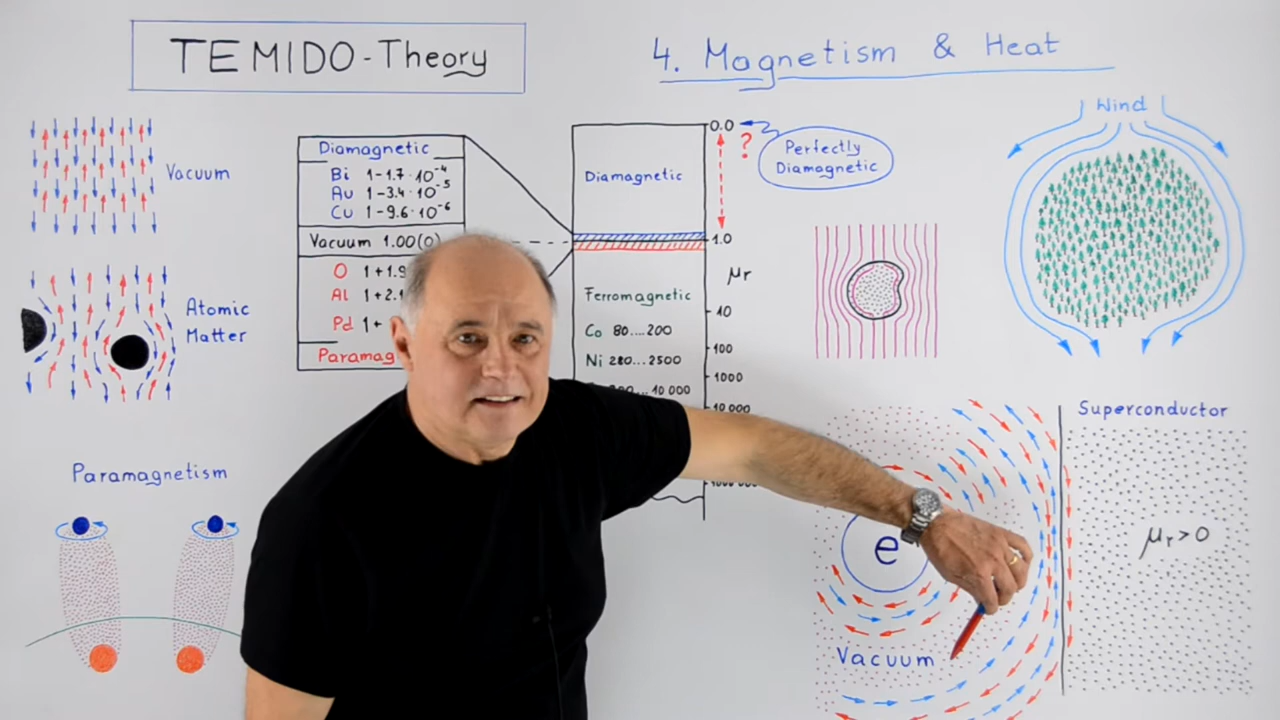 TEMIDO-Theory
4. Magnetism & Heat
Vacuum
Atomic
Matter
Paramagnetism
Diamagnetic
Bi 1-1.7·10⁻⁴
Au 1-3.4·10⁻⁵
Cu 1-9.6·10⁻⁶
Vacuum 1.00(0)
O 1+1.9
Al 1+2.
Pd 1+
Paramag
Diamagnetic
Ferromagnetic
Co 80...200
Ni 280...2500
10 000
0.0
?
1.0
μr
40
100
1000
10 000
Perfectly
Diamagnetic
Wind
e
Vacuum
Superconductor
μr>0